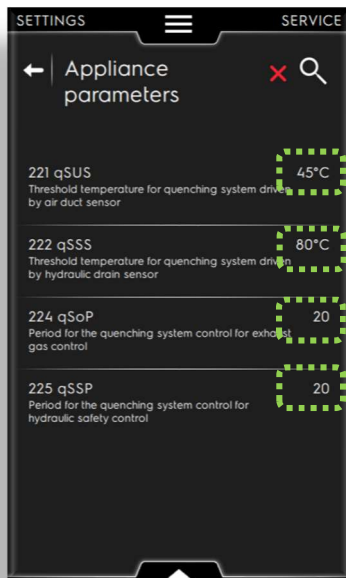 SETTINGS
SERVICE
Appliance
parameters
221 qSUS
45°C
Threshold temperature for quenching system driven
by air duct sensor
222 qSSS
80°C
Threshold temperature for quenching system driven
by hydraulic drain sensor
224 qSoP
20
Period for the quenching system control for exhaust
gas control
225 qSSP
20
Period for the quenching system control for
hydraulic safety control